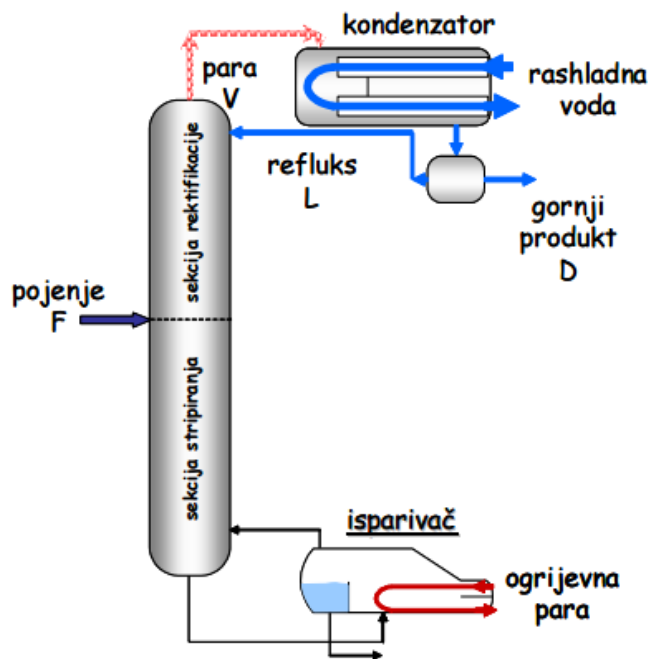 kondenzator
para
V
rashladna
voda
refluks
L
gornji
produkt
D
sekcija rektifikacije
pojenje
F
sekcija stripiranja
isparivač
ogrijevna
para